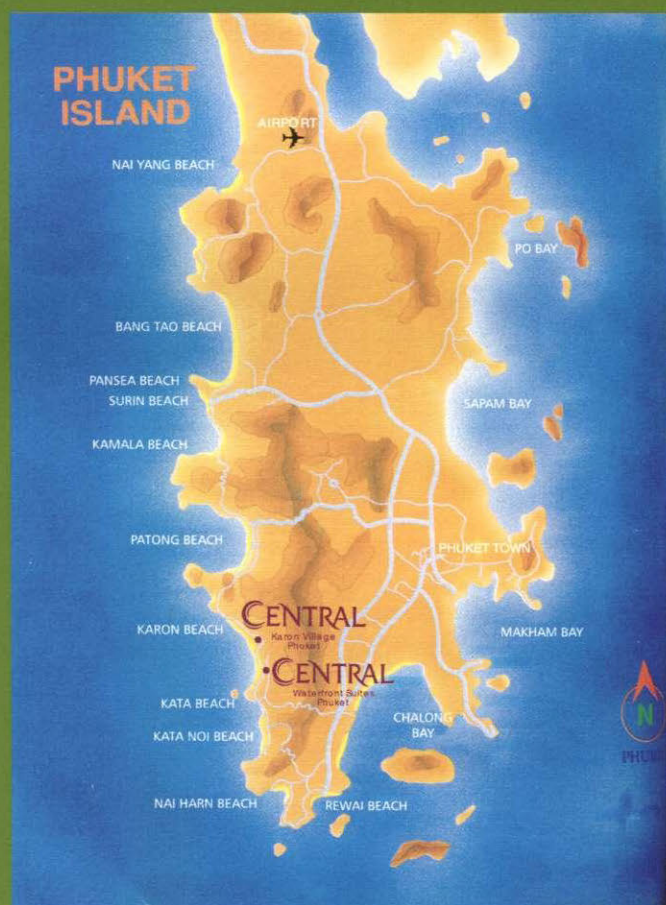 PHUKET
ISLAND
AIRPORT
NAI YANG BEACH
PO BAY
BANG TAO BEACH
PANSEA BEACH
SURIN BEACH
SAPAM BAY
KAMALA BEACH
PATONG BEACH
PHUKET TOWN
CENTRAL
Karon Village
Phuket
KARON BEACH
MAKHAM BAY
CENTRAL
Waterfront Suites
Phuket
KATA BEACH
CHALONG
BAY
N
KATA NOI BEACH
NAI HARN BEACH
REWAI BEACH